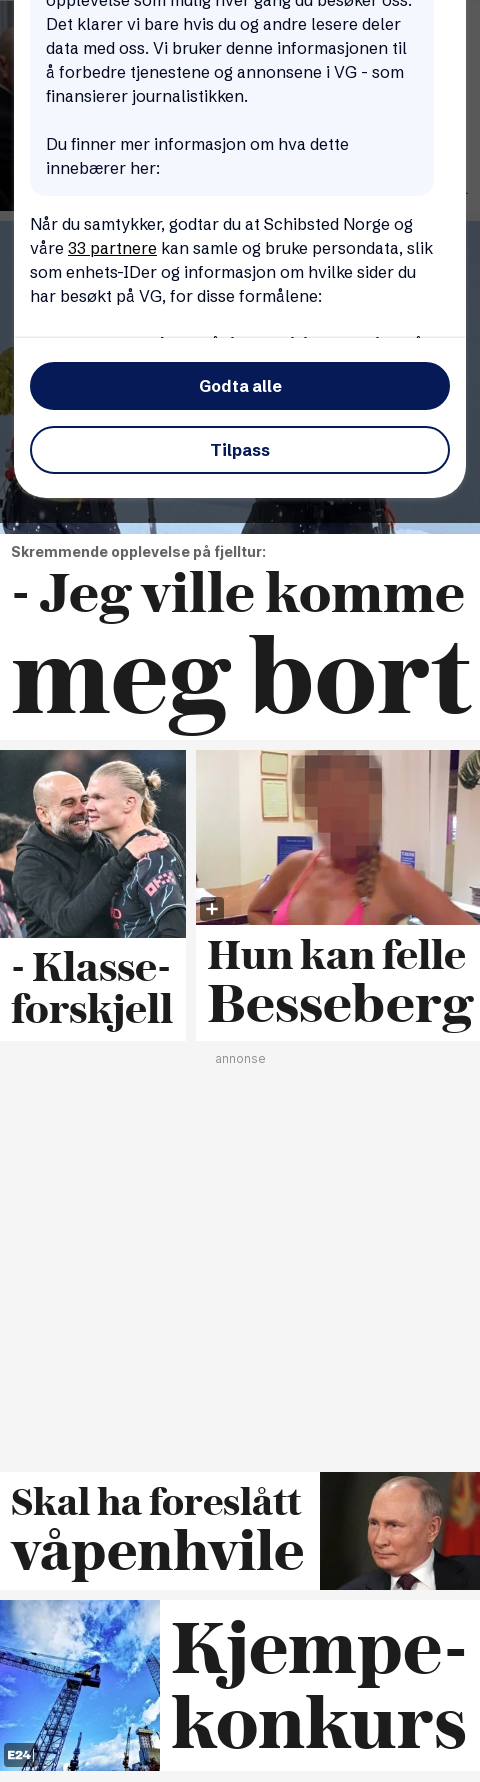 opplevelse som mulig hver gang du besøker oss.
Det klarer vi bare hvis du og andre lesere deler
data med oss. Vi bruker denne informasjonen til
å forbedre tjenestene og annonsene i VG - som
finansierer journalistikken.
Du finner mer informasjon om hva dette
innebærer her:
Når du samtykker, godtar du at Schibsted Norge og
våre 33 partnere kan samle og bruke persondata, slik
som enhets-IDer og informasjon om hvilke sider du
har besøkt på VG, for disse formålene:
Godta alle
Tilpass
Skremmende opplevelse på fjelltur:
- Jeg ville komme
meg bort
- Klasse-
forskjell
Hun kan felle
Besseberg
annonse
Skal ha foreslått
våpenhvile
Kjempe-
konkurs
E24